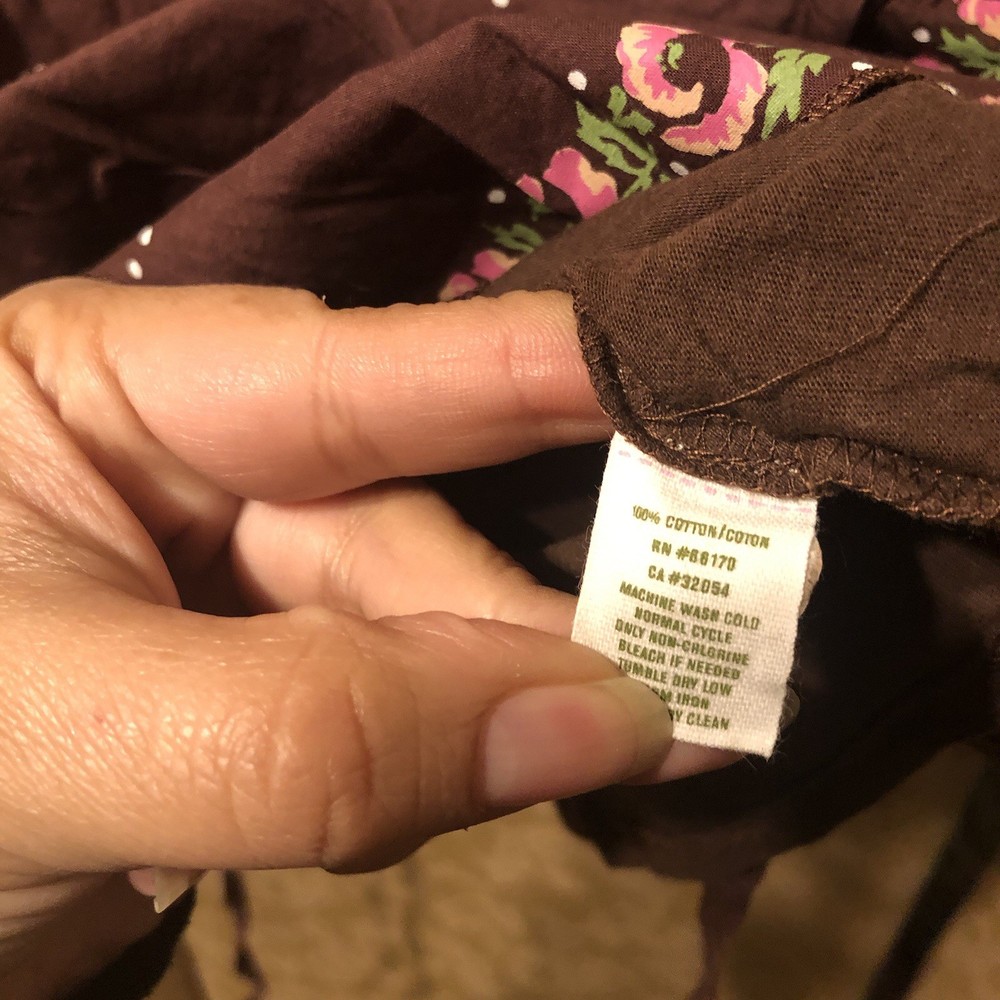 100% COTTON/COTON
RN #66170
CA #32054
MACHINE WASH COLD
NORMAL CYCLE
ONLY NON-CHLORINE
BLEACH IF NEEDED
TUMBLE DRY LOW
IRON
CLEAN